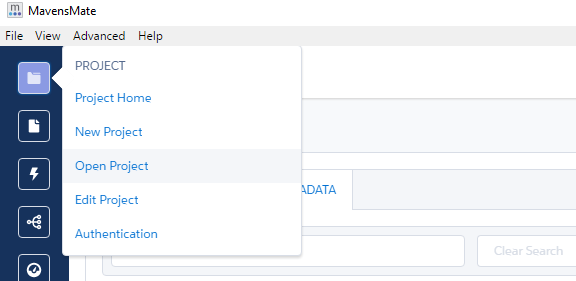 MavensMate
File View Advanced Help
PROJECT
Project Home
New Project
Open Project
Edit Project
Authentication
ADATA
Clear Search